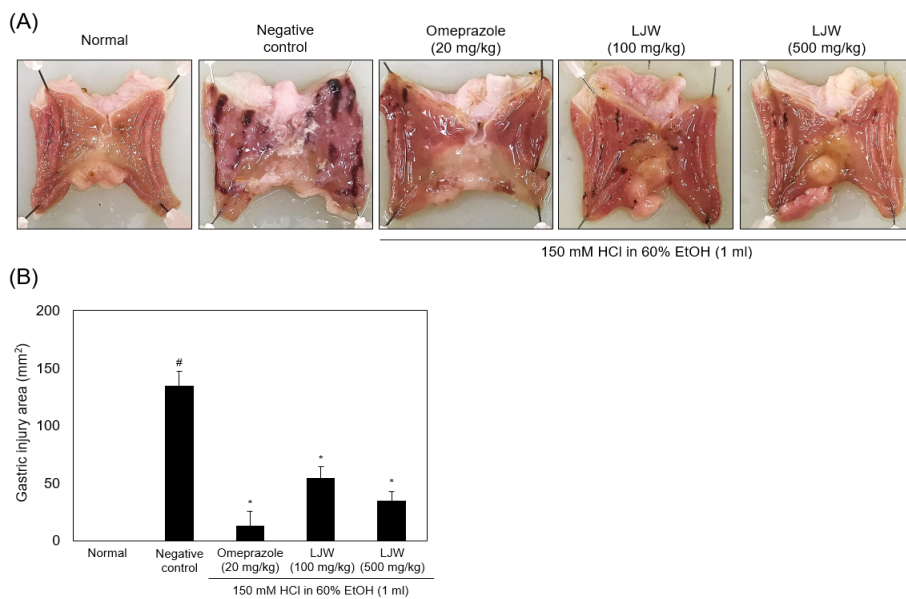 (A)
Normal
Negative
control
Omeprazole
(20 mg/kg)
LJW
(100 mg/kg)
LJW
(500 mg/kg)
150 mM HCl in 60% EtOH (1 ml)
(B)
Gastric injury area (mm²)
200
150
100
50
0
#
*
*
*
Normal
Negative
control
Omeprazole
(20 mg/kg)
LJW
(100 mg/kg)
LJW
(500 mg/kg)
150 mM HCl in 60% EtOH (1 ml)